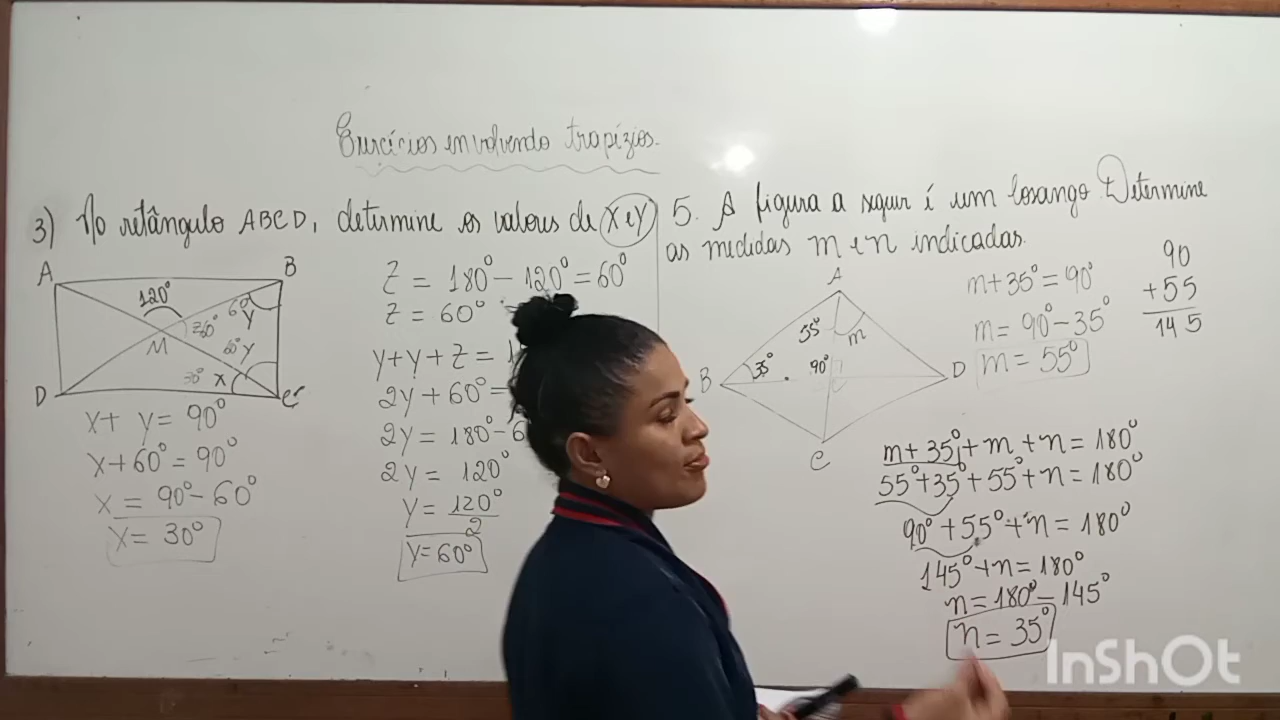 Exercícios envolvendo trapézios.
3) No retângulo ABCD, determine os valores de x e y
A
B
120°
60°
y
z 60°
M
60° y
30°
x
D
C
x + y = 90°
x + 60° = 90°
x = 90° - 60°
x = 30°
z = 180° - 120° = 60°
z = 60°
y + y + z = 1
2y + 60° =
2y = 180° - 6
2y = 120°
y = 120°
2
y = 60°
5. A figura a seguir é um losango. Determine
as medidas m e n indicadas.
A
55°
m
B
35°
90°
D
C
m + 35° = 90°
m = 90° - 35°
m = 55°
90
+ 55
145
m + 35° + m + n = 180°
55° + 35° + 55° + n = 180°
90° + 55° + n = 180°
145° + n = 180°
n = 180° - 145°
n = 35°
InShOt